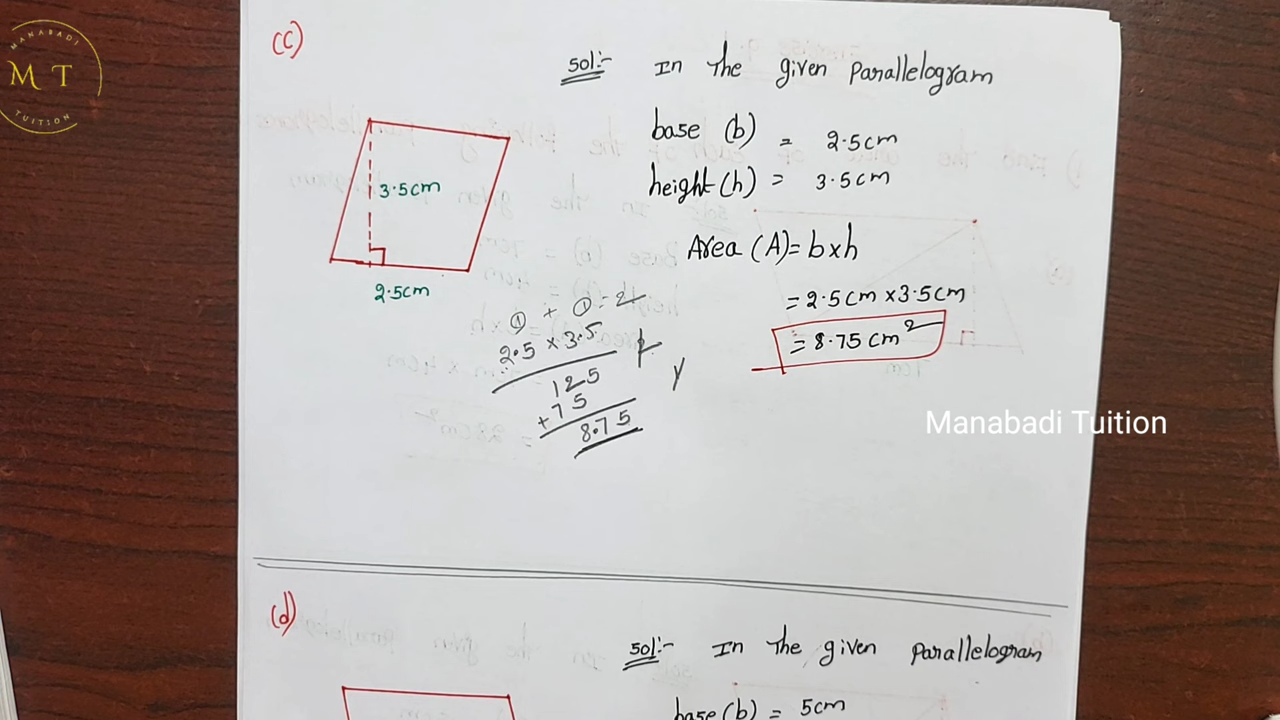 MANABADI
M T
TUITION
(c)
Sol:- In the given Parallelogram
base (b) = 2.5cm
height (h) = 3.5cm
3.5cm
2.5cm
Area (A) = b x h
= 2.5cm x 3.5cm
= 8.75 cm²
① + ① = 2
2.5 x 3.5
125
+75
8.75
Manabadi Tuition
(d)
Sol:- In the given Parallelogram
base (b) = 5cm